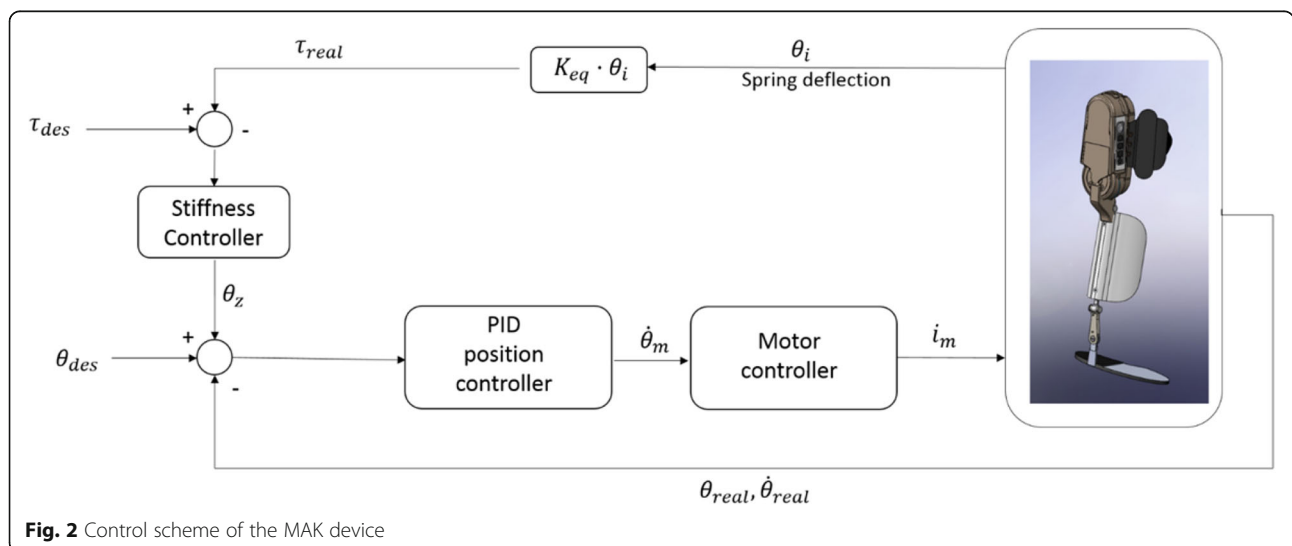 τ_real
K_eq · θ_i
θ_i
Spring deflection
+
-
τ_des
Stiffness
Controller
θ_z
+
-
θ_des
PID
position
controller
θ̇_m
Motor
controller
i_m
θ_real, θ̇_real
Fig. 2 Control scheme of the MAK device